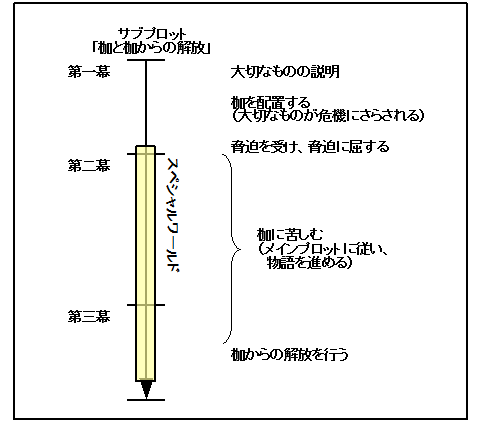 サブプロット
「枷と枷からの解放」
第一幕
大切なものの説明
枷を配置する
(大切なものが危機にさらされる)
脅迫を受け、脅迫に屈する
第二幕
スペシャルワールド
枷に苦しむ
(メインプロットに従い、
物語を進める)
第三幕
枷からの解放を行う